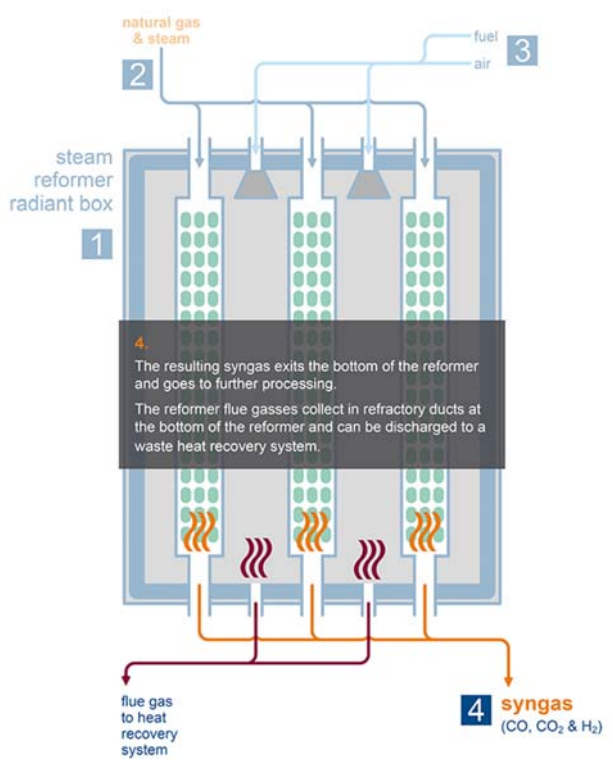 natural gas
& steam
2
fuel
air
3
steam
reformer
radiant box
1
4.
The resulting syngas exits the bottom of the reformer
and goes to further processing.
The reformer flue gasses collect in refractory ducts at
the bottom of the reformer and can be discharged to a
waste heat recovery system.
flue gas
to heat
recovery
system
4
syngas
(CO, CO₂ & H₂)